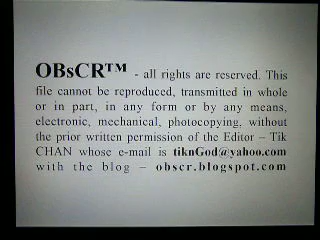 OBsCR™ - all rights are reserved. This
file cannot be reproduced, transmitted in whole
or in part, in any form or by any means,
electronic, mechanical, photocopying, without
the prior written permission of the Editor – Tik
CHAN whose e-mail is tiknGod@yahoo.com
with the blog – obscr.blogspot.com